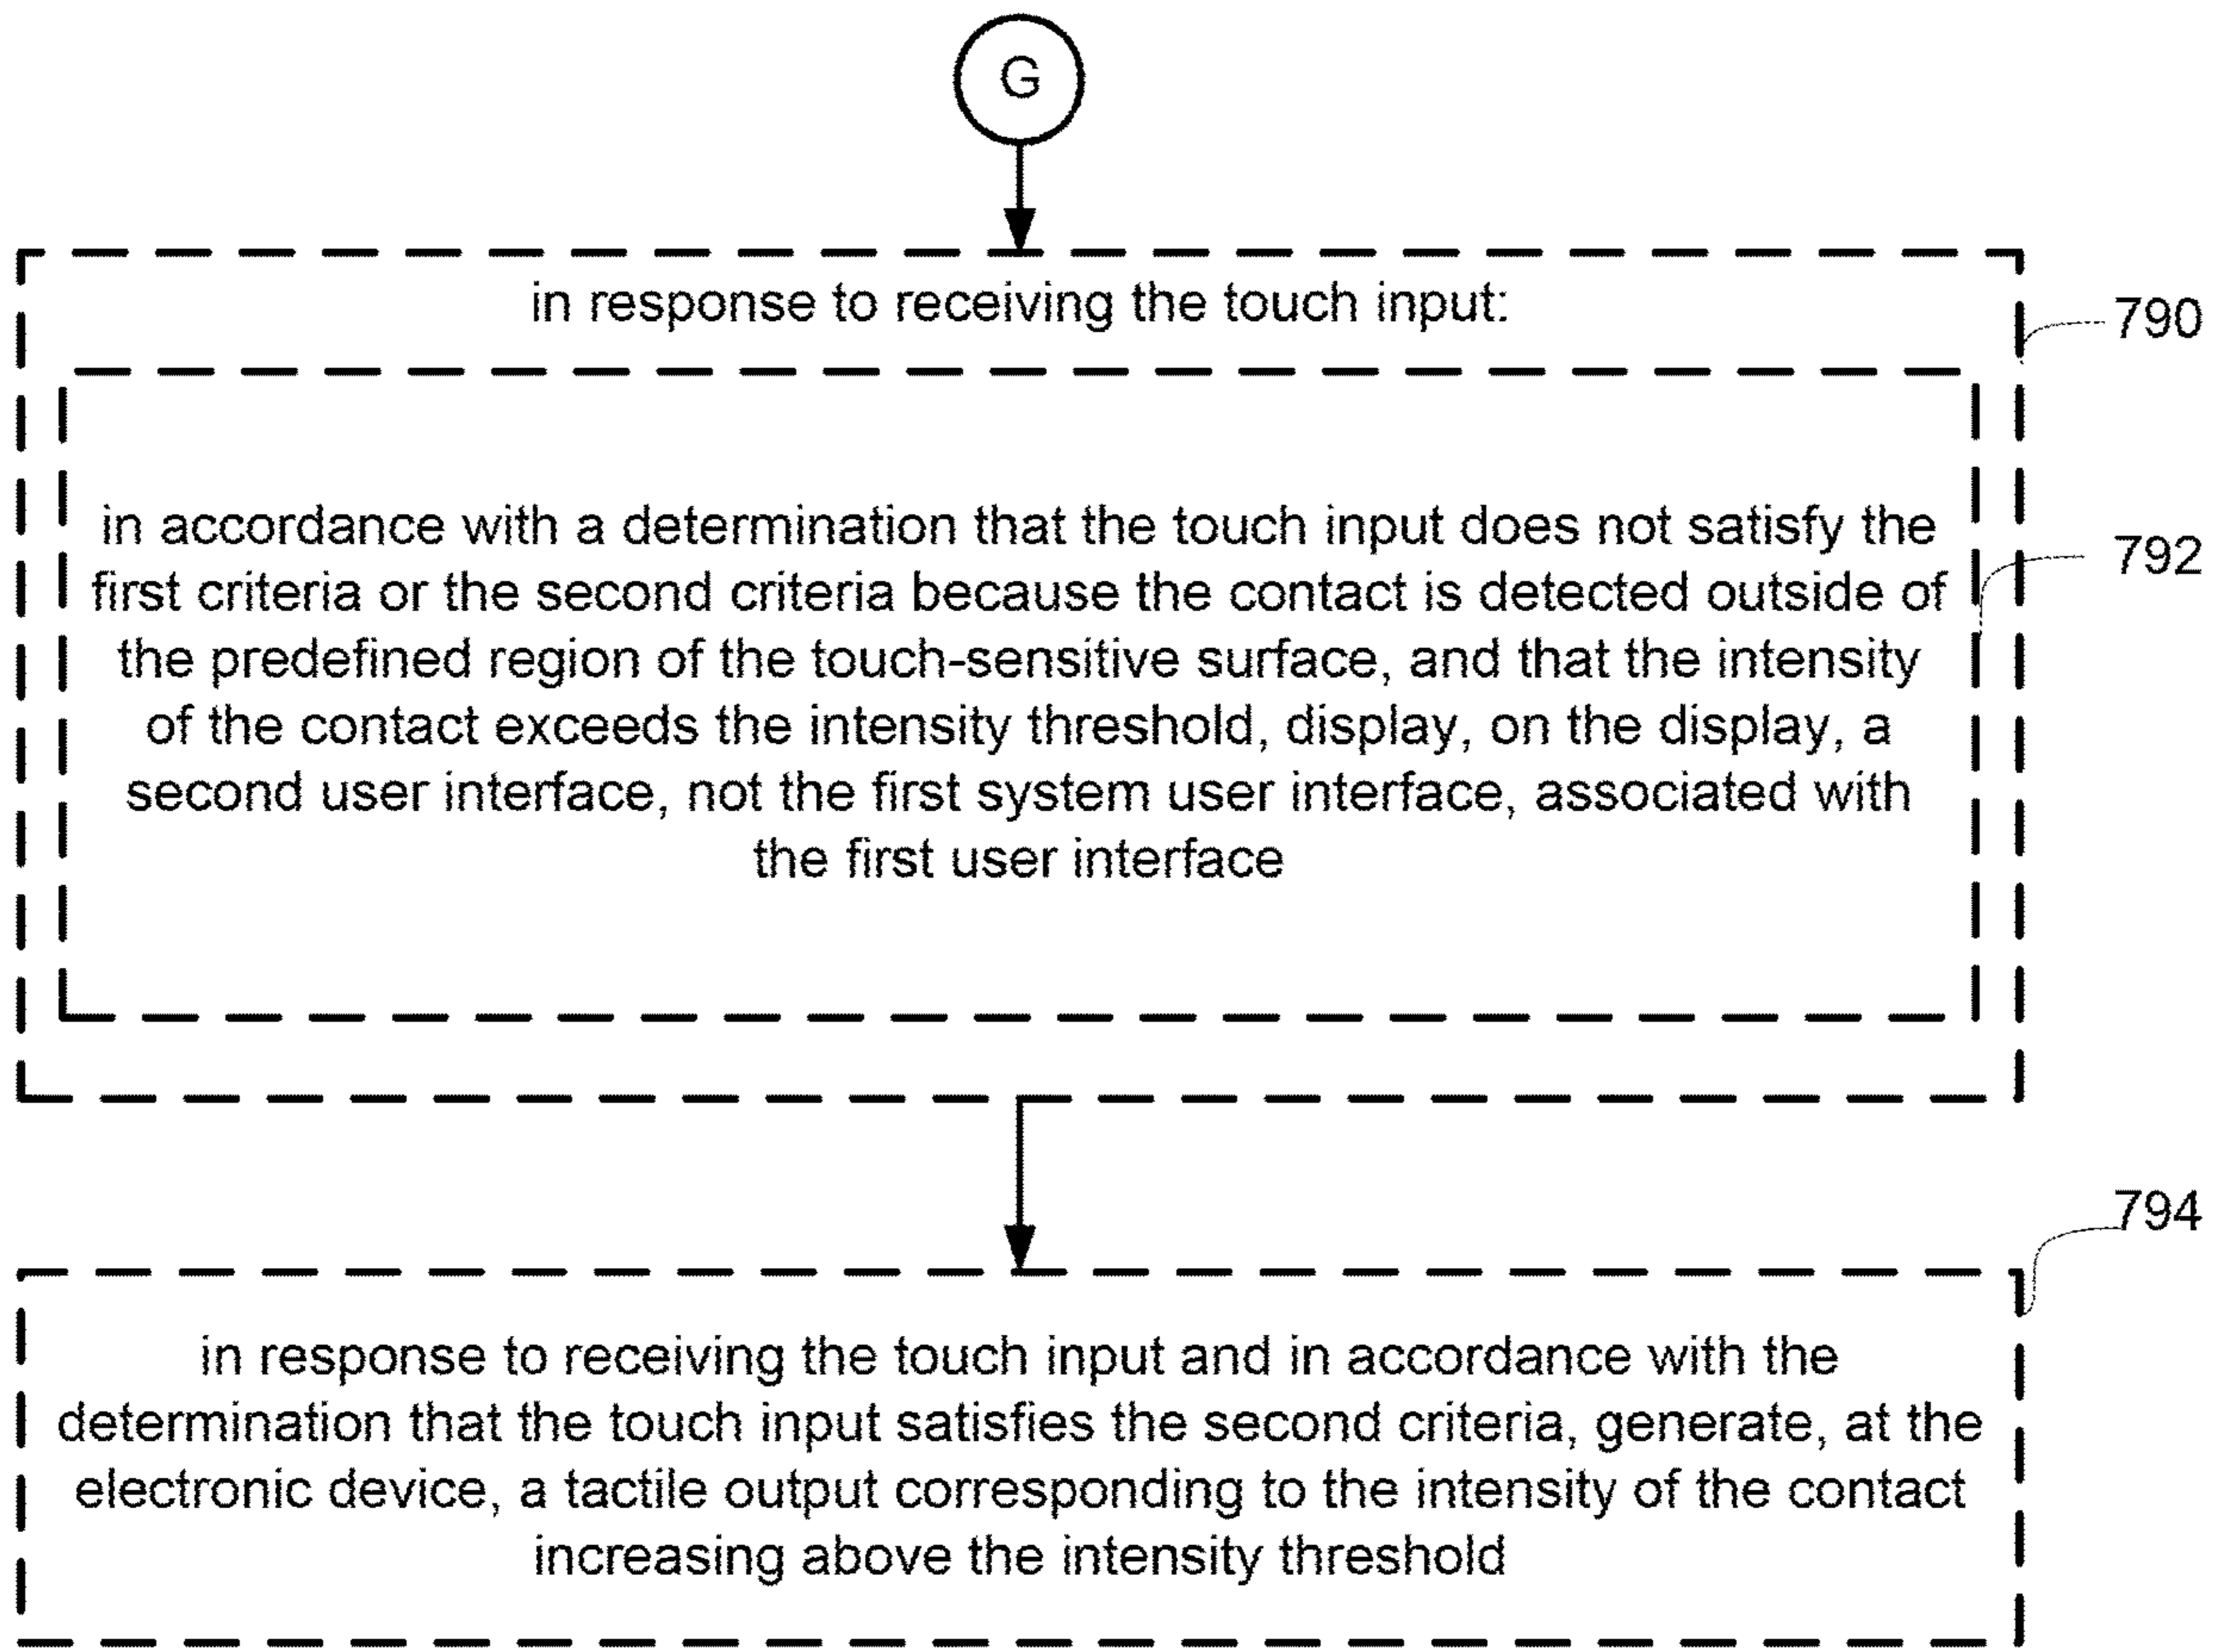 G
in response to receiving the touch input:
790
in accordance with a determination that the touch input does not satisfy the
first criteria or the second criteria because the contact is detected outside of
792
the predefined region of the touch-sensitive surface, and that the intensity
of the contact exceeds the intensity threshold, display, on the display, a
second user interface, not the first system user interface, associated with
the first user interface
794
in response to receiving the touch input and in accordance with the
determination that the touch input satisfies the second criteria, generate, at the
electronic device, a tactile output corresponding to the intensity of the contact
increasing above the intensity threshold